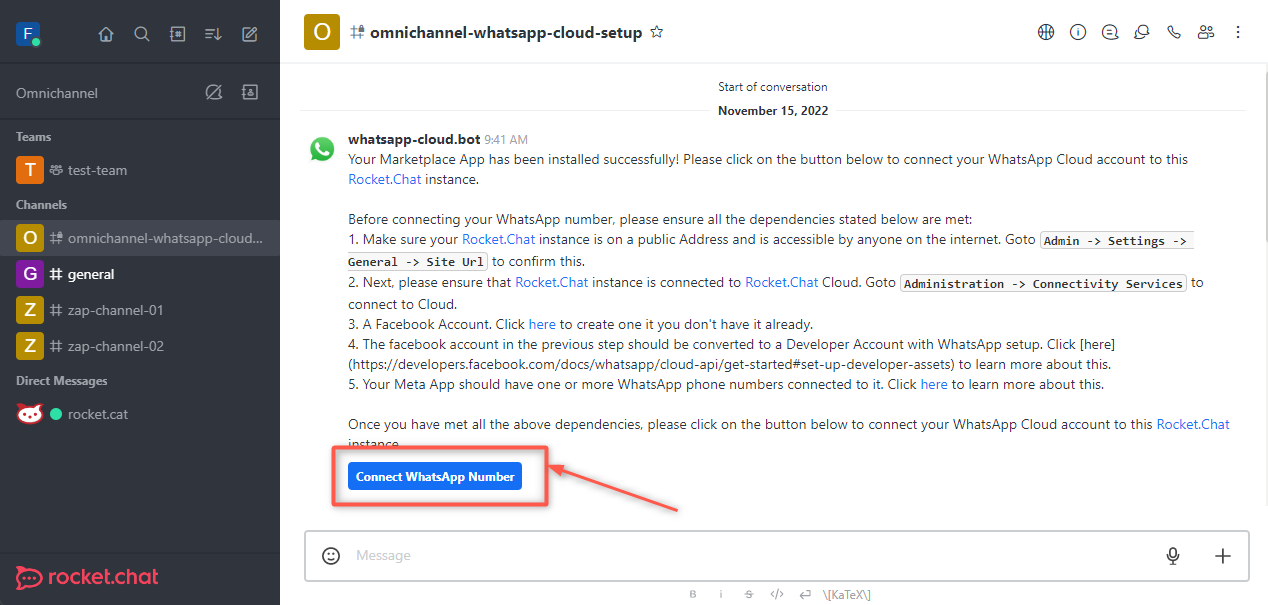 F
Omnichannel
Teams
T test-team
Channels
O omnichannel-whatsapp-cloud...
G general
Z zap-channel-01
Z zap-channel-02
Direct Messages
rocket.cat
rocket.chat
O omnichannel-whatsapp-cloud-setup
Start of conversation
November 15, 2022
whatsapp-cloud.bot 9:41 AM
Your Marketplace App has been installed successfully! Please click on the button below to connect your WhatsApp Cloud account to this
Rocket.Chat instance.
Before connecting your WhatsApp number, please ensure all the dependencies stated below are met:
1. Make sure your Rocket.Chat instance is on a public Address and is accessible by anyone on the internet. Goto Admin -> Settings ->
General -> Site Url to confirm this.
2. Next, please ensure that Rocket.Chat instance is connected to Rocket.Chat Cloud. Goto Administration -> Connectivity Services to
connect to Cloud.
3. A Facebook Account. Click here to create one it you don't have it already.
4. The facebook account in the previous step should be converted to a Developer Account with WhatsApp setup. Click [here]
(https://developers.facebook.com/docs/whatsapp/cloud-api/get-started#set-up-developer-assets) to learn more about this.
5. Your Meta App should have one or more WhatsApp phone numbers connected to it. Click here to learn more about this.
Once you have met all the above dependencies, please click on the button below to connect your WhatsApp Cloud account to this Rocket.Chat
instance.
Connect WhatsApp Number
Message
B i S </> \[KaTeX\]